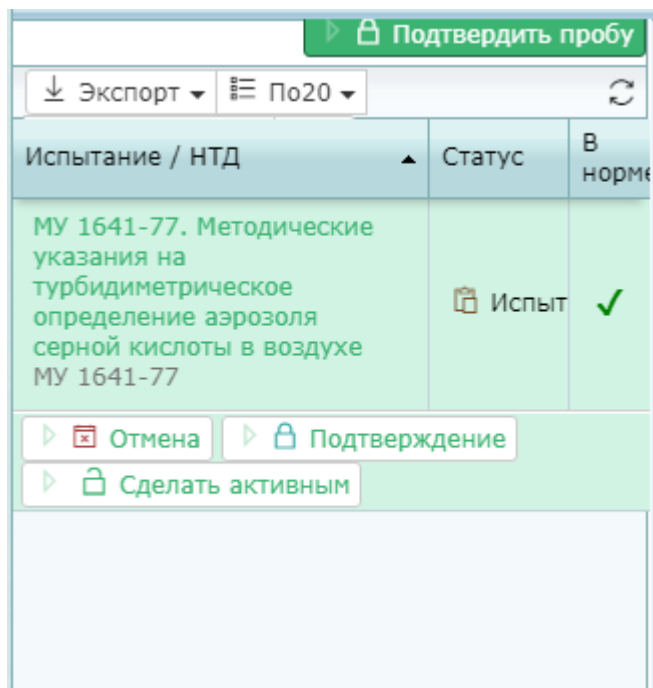 Подтвердить пробу
Экспорт По20
Испытание / НТД Статус В норме
МУ 1641-77. Методические
указания на
турбидиметрическое
определение аэрозоля
серной кислоты в воздухе
МУ 1641-77
Испыт
Отмена Подтверждение
Сделать активным